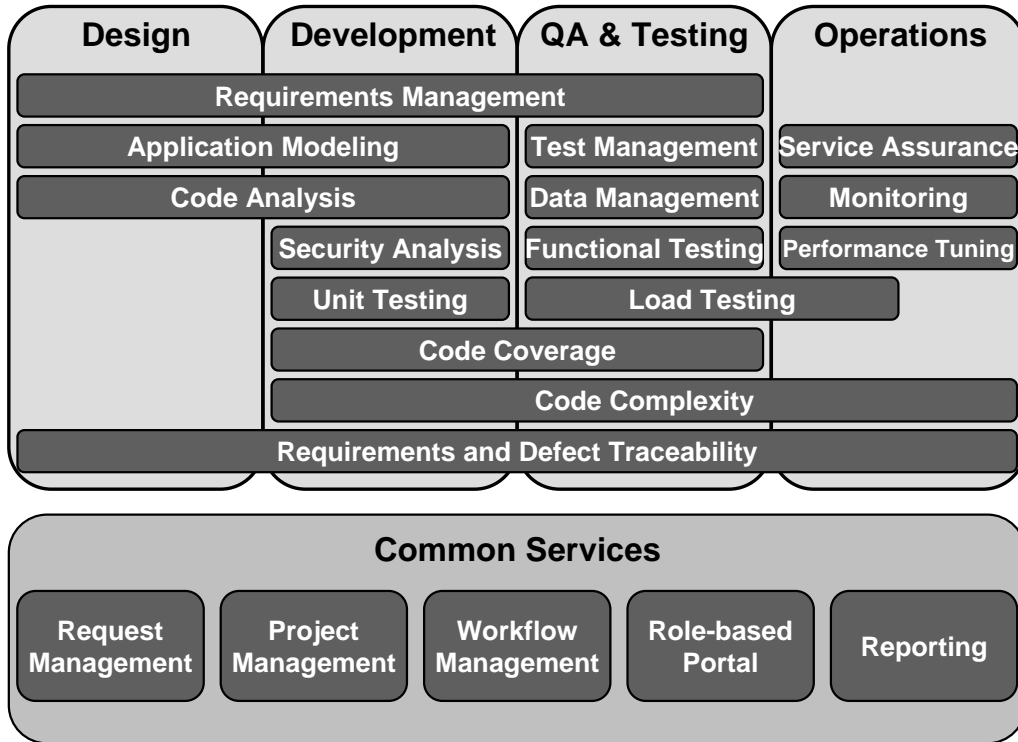 Design
Development
QA & Testing
Operations
Requirements Management
Application Modeling
Test Management
Service Assurance
Code Analysis
Data Management
Monitoring
Security Analysis
Functional Testing
Performance Tuning
Unit Testing
Load Testing
Code Coverage
Code Complexity
Requirements and Defect Traceability
Common Services
Request
Management
Project
Management
Workflow
Management
Role-based
Portal
Reporting